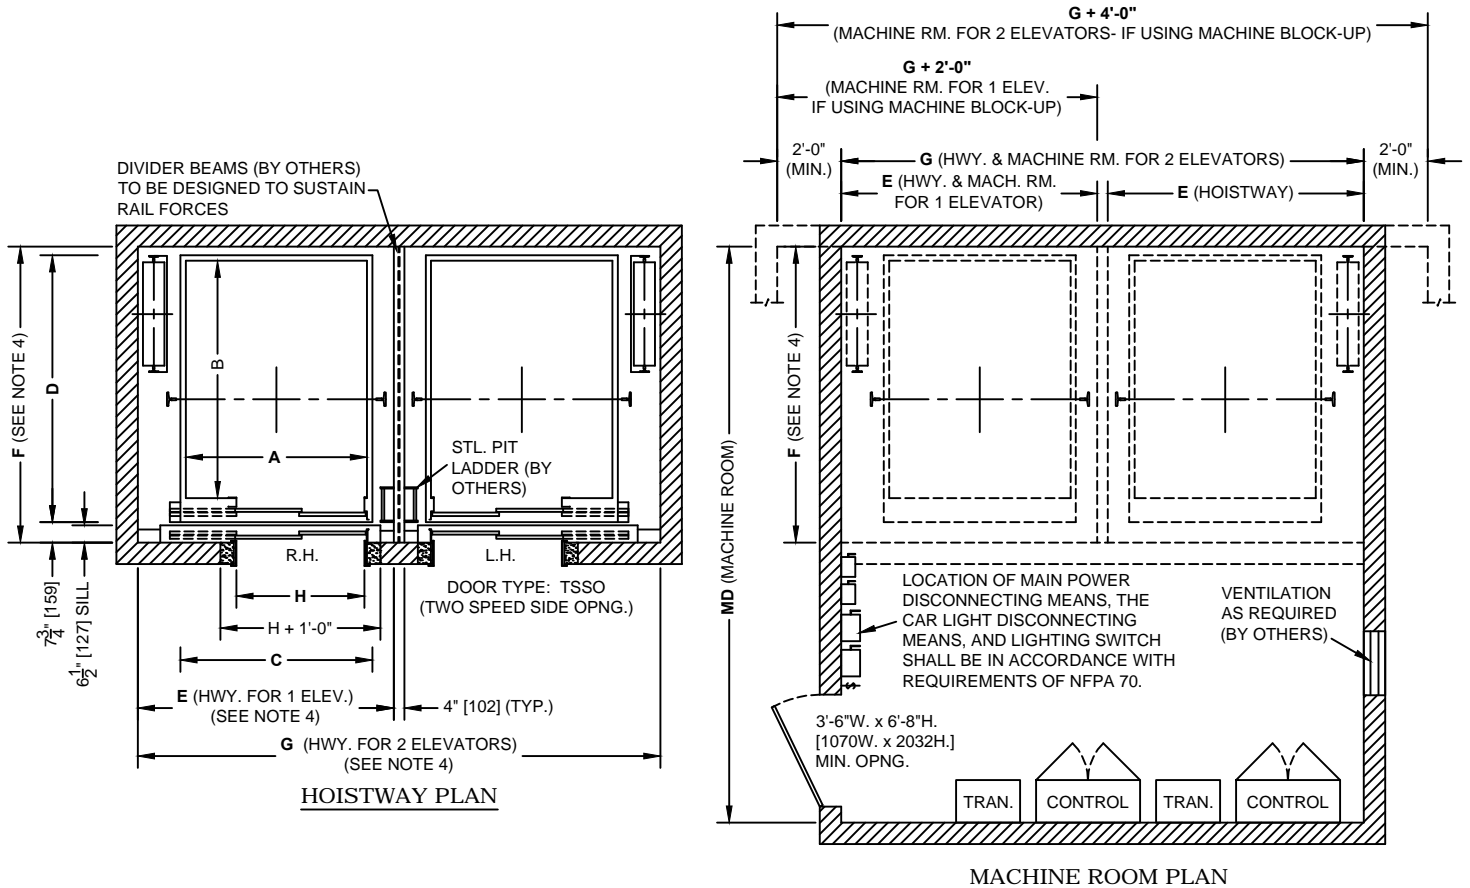 G + 4'-0"
(MACHINE RM. FOR 2 ELEVATORS- IF USING MACHINE BLOCK-UP)
G + 2'-0"
(MACHINE RM. FOR 1 ELEV.
IF USING MACHINE BLOCK-UP)
2'-0"
(MIN.)
G (HWY. & MACHINE RM. FOR 2 ELEVATORS)
2'-0"
(MIN.)
E (HWY. & MACH. RM.
FOR 1 ELEVATOR)
E (HOISTWAY)
DIVIDER BEAMS (BY OTHERS)
TO BE DESIGNED TO SUSTAIN
RAIL FORCES
F (SEE NOTE 4)
D
B
A
STL. PIT
LADDER (BY
OTHERS)
R.H.
L.H.
DOOR TYPE: TSSO
(TWO SPEED SIDE OPNG.)
H
H + 1'-0"
C
7 3/4" [159]
6 1/2" [127] SILL
E (HWY. FOR 1 ELEV.)
(SEE NOTE 4)
4" [102] (TYP.)
G (HWY. FOR 2 ELEVATORS)
(SEE NOTE 4)
HOISTWAY PLAN
MD (MACHINE ROOM)
F (SEE NOTE 4)
LOCATION OF MAIN POWER
DISCONNECTING MEANS, THE
CAR LIGHT DISCONNECTING
MEANS, AND LIGHTING SWITCH
SHALL BE IN ACCORDANCE WITH
REQUIREMENTS OF NFPA 70.
VENTILATION
AS REQUIRED
(BY OTHERS)
S
3'-6"W. x 6'-8"H.
[1070W. x 2032H.]
MIN. OPNG.
TRAN.
CONTROL
TRAN.
CONTROL
MACHINE ROOM PLAN